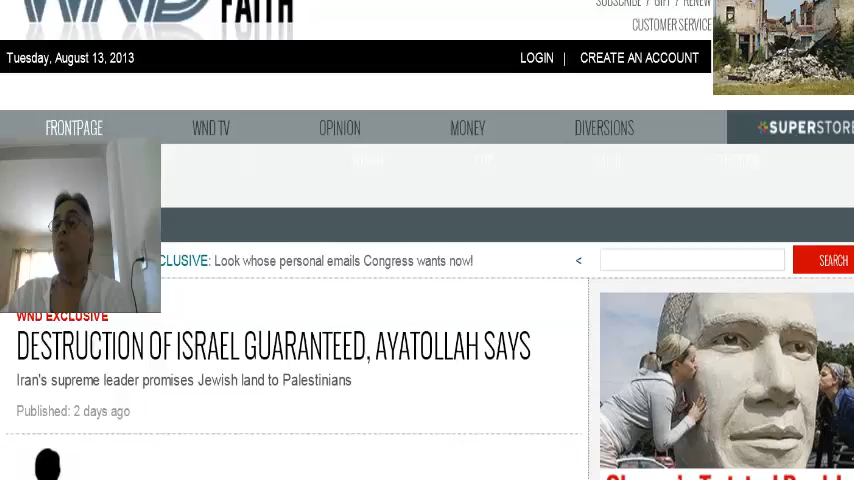 WND FAITH
SUBSCRIBE / GIFT / RENEW
CUSTOMER SERVICE
Tuesday, August 13, 2013
LOGIN | CREATE AN ACCOUNT
FRONTPAGE WND TV OPINION MONEY DIVERSIONS SUPERSTORE
CLUSIVE: Look whose personal emails Congress wants now! <
SEARCH
WND EXCLUSIVE
DESTRUCTION OF ISRAEL GUARANTEED, AYATOLLAH SAYS
Iran's supreme leader promises Jewish land to Palestinians
Published: 2 days ago